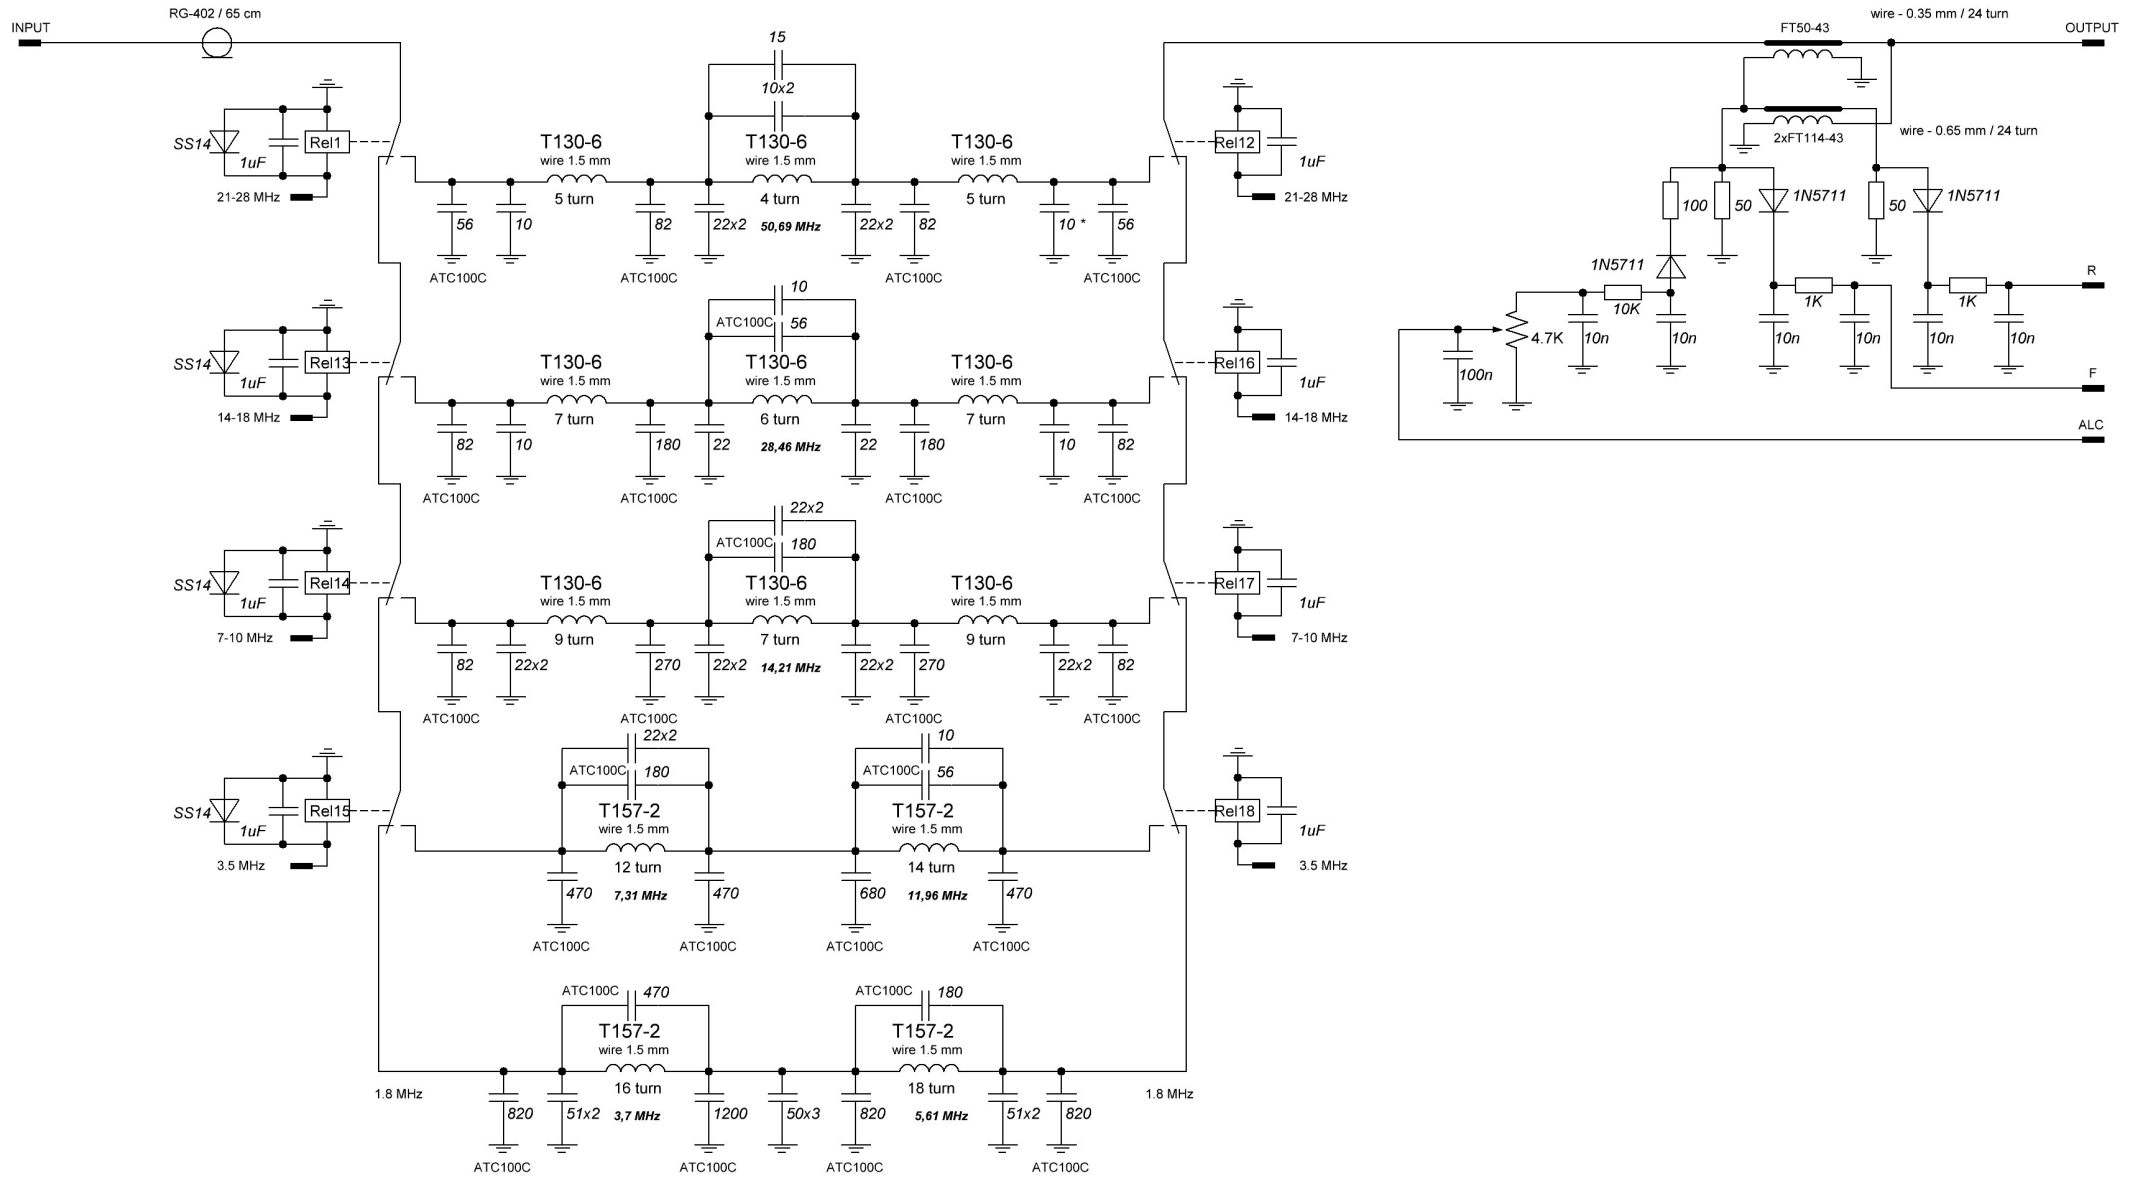 RG-402 / 65 cm
INPUT
15
10x2
FT50-43
wire - 0.35 mm / 24 turn
OUTPUT
SS14
1uF
Rel1
21-28 MHz
T130-6
wire 1.5 mm
5 turn
T130-6
wire 1.5 mm
4 turn
50,69 MHz
T130-6
wire 1.5 mm
5 turn
56
10
82
22x2
22x2
82
10 *
56
ATC100C
ATC100C
ATC100C
ATC100C
Rel12
1uF
21-28 MHz
2xFT114-43
wire - 0.65 mm / 24 turn
100
50
1N5711
50
1N5711
1N5711
10K
1K
1K
R
4.7K
10n
10n
10n
10n
10n
10n
100n
F
ALC
SS14
1uF
Rel13
14-18 MHz
10
ATC100C
56
T130-6
wire 1.5 mm
7 turn
T130-6
wire 1.5 mm
6 turn
28,46 MHz
T130-6
wire 1.5 mm
7 turn
82
10
180
22
22
180
10
82
ATC100C
ATC100C
ATC100C
ATC100C
Rel16
1uF
14-18 MHz
SS14
1uF
Rel14
7-10 MHz
22x2
ATC100C
180
T130-6
wire 1.5 mm
9 turn
T130-6
wire 1.5 mm
7 turn
14,21 MHz
T130-6
wire 1.5 mm
9 turn
82
22x2
270
22x2
22x2
270
22x2
82
ATC100C
ATC100C
ATC100C
ATC100C
Rel17
1uF
7-10 MHz
SS14
1uF
Rel15
3.5 MHz
22x2
ATC100C
180
T157-2
wire 1.5 mm
12 turn
7,31 MHz
10
ATC100C
56
T157-2
wire 1.5 mm
14 turn
11,96 MHz
470
470
680
470
ATC100C
ATC100C
ATC100C
ATC100C
Rel18
1uF
3.5 MHz
ATC100C
470
T157-2
wire 1.5 mm
16 turn
3,7 MHz
ATC100C
180
T157-2
wire 1.5 mm
18 turn
5,61 MHz
1.8 MHz
1.8 MHz
820
51x2
1200
50x3
820
51x2
820
ATC100C
ATC100C
ATC100C
ATC100C